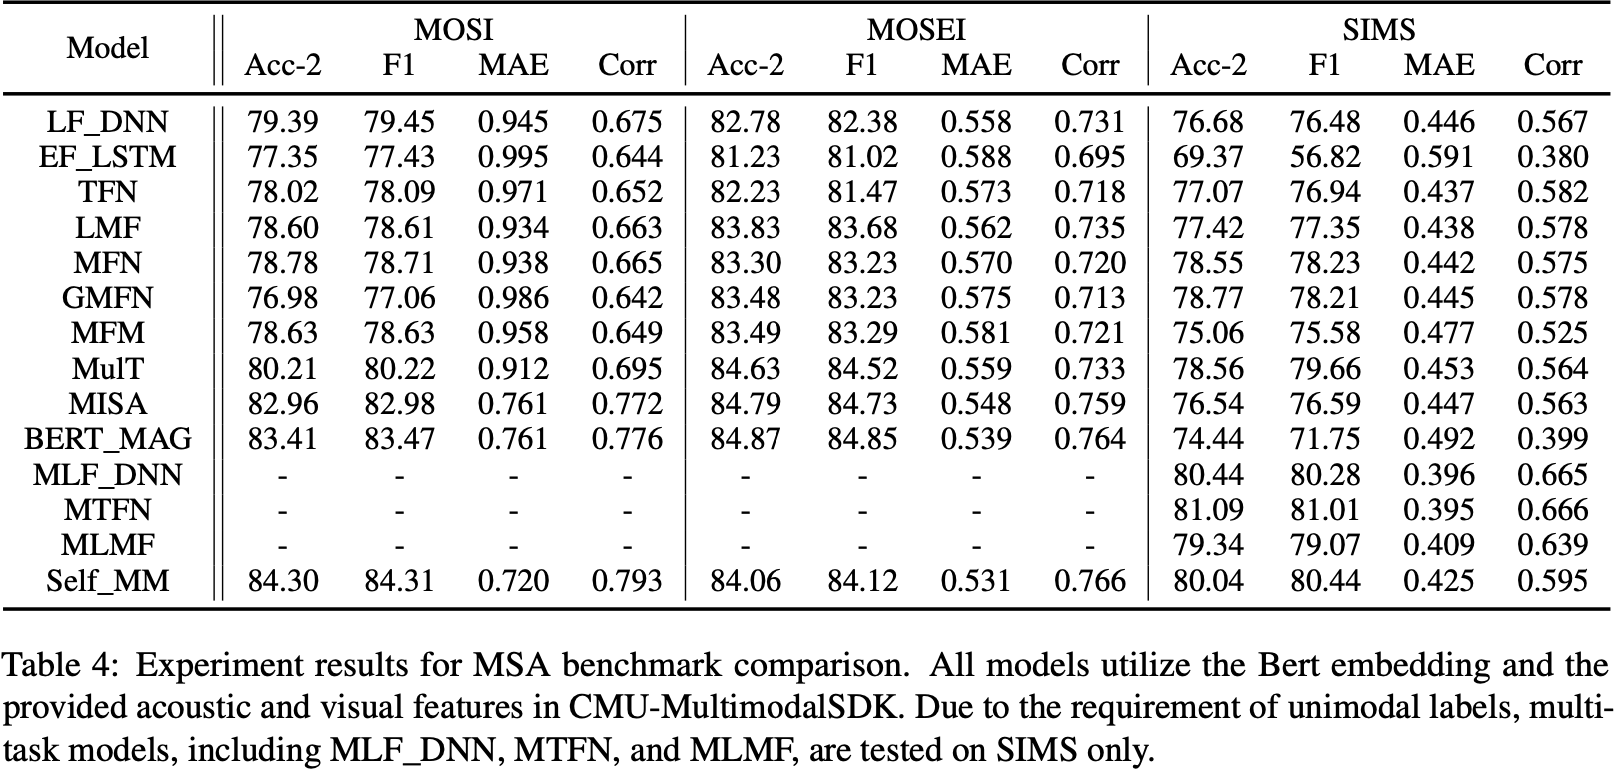 Model MOSI MOSEI SIMS
Acc-2 F1 MAE Corr Acc-2 F1 MAE Corr Acc-2 F1 MAE Corr
LF_DNN 79.39 79.45 0.945 0.675 82.78 82.38 0.558 0.731 76.68 76.48 0.446 0.567
EF_LSTM 77.35 77.43 0.995 0.644 81.23 81.02 0.588 0.695 69.37 56.82 0.591 0.380
TFN 78.02 78.09 0.971 0.652 82.23 81.47 0.573 0.718 77.07 76.94 0.437 0.582
LMF 78.60 78.61 0.934 0.663 83.83 83.68 0.562 0.735 77.42 77.35 0.438 0.578
MFN 78.78 78.71 0.938 0.665 83.30 83.23 0.570 0.720 78.55 78.23 0.442 0.575
GMFN 76.98 77.06 0.986 0.642 83.48 83.23 0.575 0.713 78.77 78.21 0.445 0.578
MFM 78.63 78.63 0.958 0.649 83.49 83.29 0.581 0.721 75.06 75.58 0.477 0.525
MulT 80.21 80.22 0.912 0.695 84.63 84.52 0.559 0.733 78.56 79.66 0.453 0.564
MISA 82.96 82.98 0.761 0.772 84.79 84.73 0.548 0.759 76.54 76.59 0.447 0.563
BERT_MAG 83.41 83.47 0.761 0.776 84.87 84.85 0.539 0.764 74.44 71.75 0.492 0.399
MLF_DNN - - - - - - - - 80.44 80.28 0.396 0.665
MTFN - - - - - - - - 81.09 81.01 0.395 0.666
MLMF - - - - - - - - 79.34 79.07 0.409 0.639
Self_MM 84.30 84.31 0.720 0.793 84.06 84.12 0.531 0.766 80.04 80.44 0.425 0.595
Table 4: Experiment results for MSA benchmark comparison. All models utilize the Bert embedding and the
provided acoustic and visual features in CMU-MultimodalSDK. Due to the requirement of unimodal labels, multi-
task models, including MLF_DNN, MTFN, and MLMF, are tested on SIMS only.